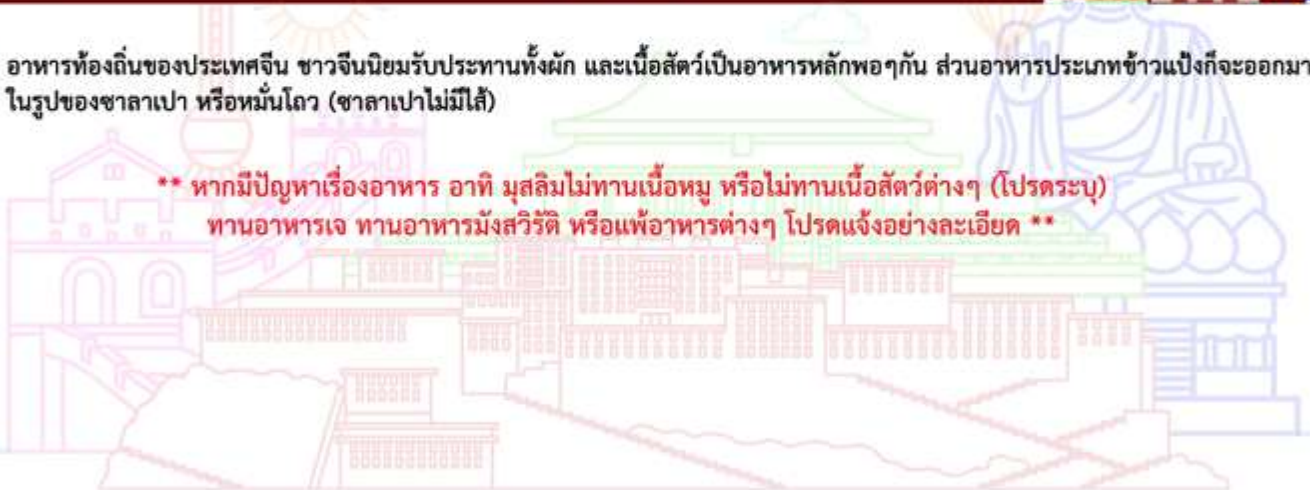 อาหารท้องถิ่นของประเทศจีน ชาวจีนนิยมรับประทานทั้งผัก และเนื้อสัตว์เป็นอาหารหลักพอๆกัน ส่วนอาหารประเภทข้าวแป้งก็จะออกมา
ในรูปของซาลาเปา หรือหมั่นโถว (ซาลาเปาไม่มีไส้)
** หากมีปัญหาเรื่องอาหาร อาทิ มุสลิมไม่ทานเนื้อหมู หรือไม่ทานเนื้อสัตว์ต่างๆ (โปรดระบุ)
ทานอาหารเจ ทานอาหารมังสวิรัติ หรือแพ้อาหารต่างๆ โปรดแจ้งอย่างละเอียด **